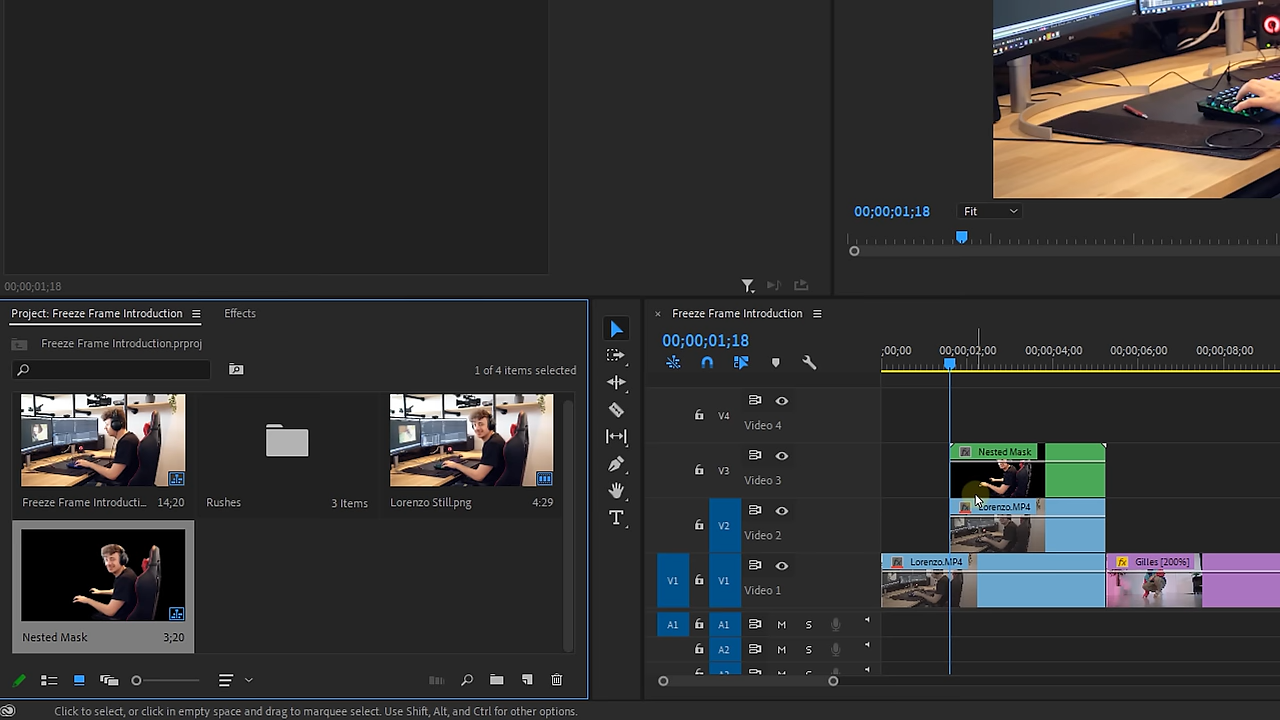 00;00;01;18
Fit
00;00;01;18
Project: Freeze Frame Introduction
Effects
Freeze Frame Introduction.prproj
1 of 4 items selected
Freeze Frame Introducti... 14;20
Rushes 3 Items
Lorenzo Still.png 4:29
Nested Mask 3;20
Freeze Frame Introduction
00;00;01;18
;00;00 00;00;02;00 00;00;04;00 00;00;06;00 00;00;08;00
V4
Video 4
V3
Video 3
Nested Mask
V2
Video 2
Lorenzo.MP4
V1 V1
Video 1
Lorenzo.MP4
fx Gilles [200%]
A1 A1 M S
A2 M S
Click to select, or click in empty space and drag to marquee select. Use Shift, Alt, and Ctrl for other options.